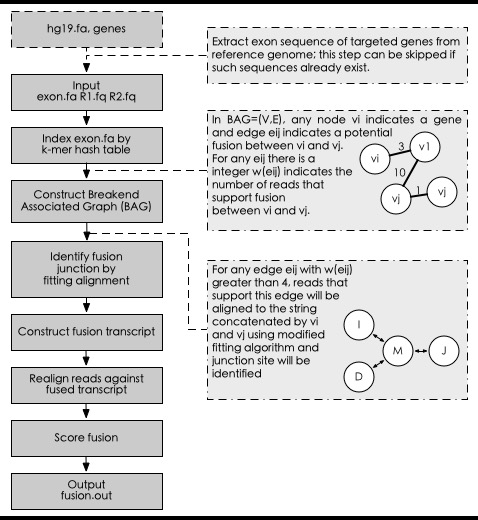 hg19.fa, genes
Extract exon sequence of targeted genes from
reference genome; this step can be skipped if
such sequences already exist.
Input
exon.fa R1.fq R2.fq
Index exon.fa by
k-mer hash table
In BAG=(V,E), any node vi indicates a gene
and edge eij indicates a potential
fusion between vi and vj.
For any eij there is a
integer w(eij) indicates the
number of reads that
support fusion
between vi and vj.
vi
3
v1
10
vj
1
vj
Construct Breakend
Associated Graph (BAG)
Identify fusion
junction by
fitting alignment
For any edge eij with w(eij)
greater than 4, reads that
support this edge will be
aligned to the string
concatenated by vi
and vj using modified
fitting algorithm and
junction site will be
identified
I
M
J
D
Construct fusion transcript
Realign reads against
fused transcript
Score fusion
Output
fusion.out